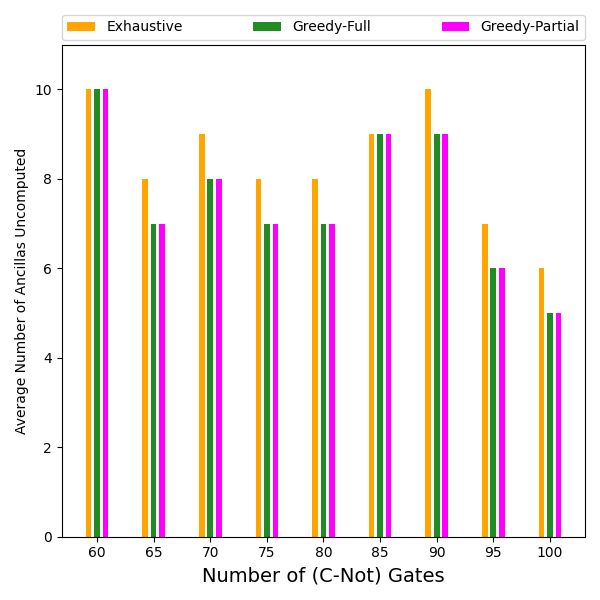 Exhaustive Greedy-Full Greedy-Partial
10
8
6
4
2
0
Average Number of Ancillas Uncomputed
60 65 70 75 80 85 90 95 100
Number of (C-Not) Gates